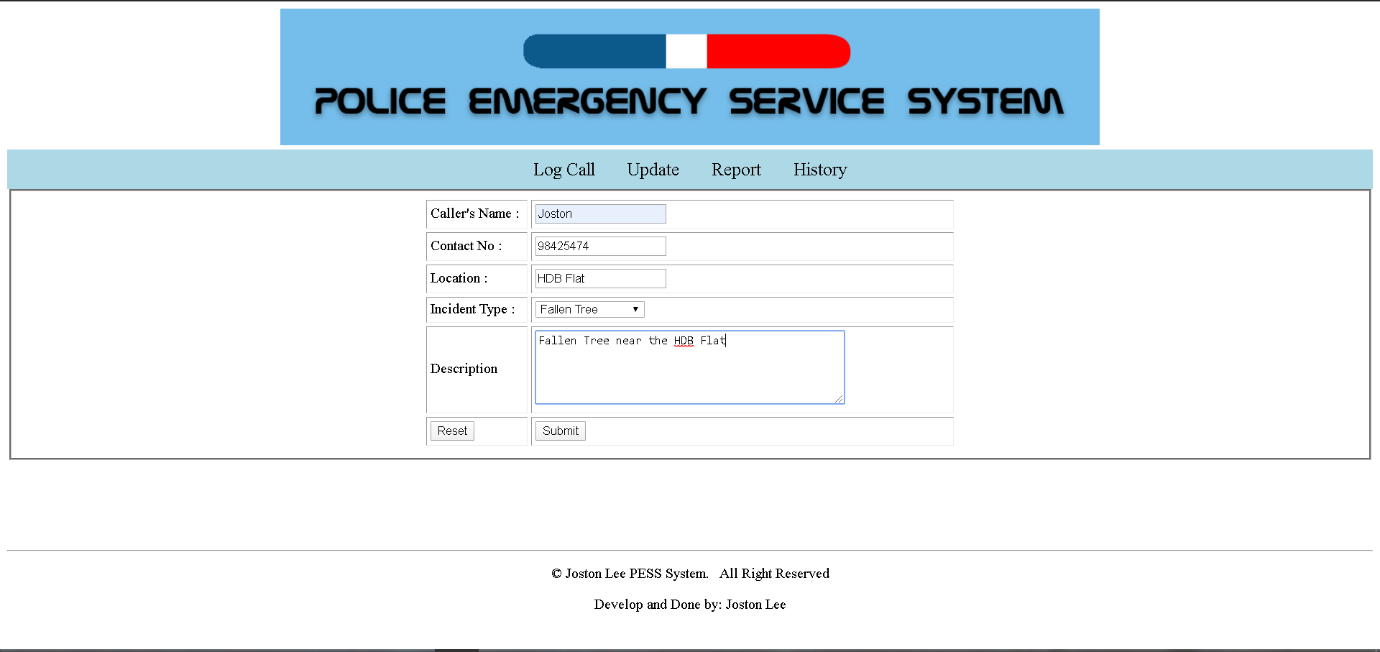 POLICE EMERGENCY SERVICE SYSTEM
Log Call Update Report History
Caller's Name : Joston
Contact No : 98425474
Location : HDB Flat
Incident Type : Fallen Tree
Description Fallen Tree near the HDB Flat
Reset Submit
© Joston Lee PESS System. All Right Reserved
Develop and Done by: Joston Lee